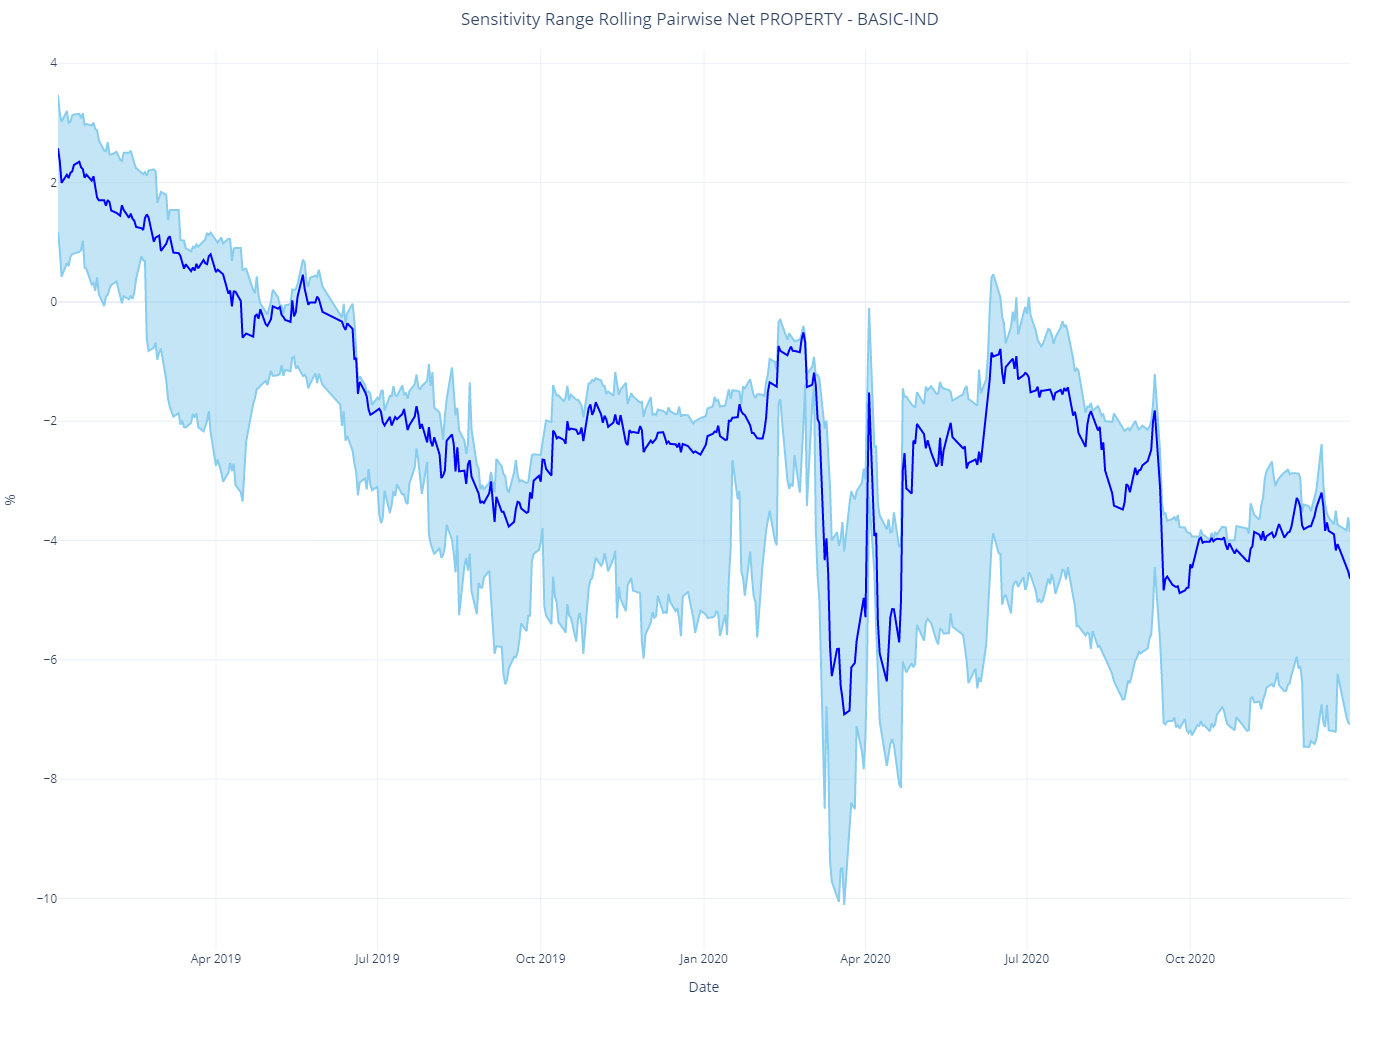 Sensitivity Range Rolling Pairwise Net PROPERTY - BASIC-IND
4
2
0
−2
−4
−6
−8
−10
%
Apr 2019
Jul 2019
Oct 2019
Jan 2020
Apr 2020
Jul 2020
Oct 2020
Date